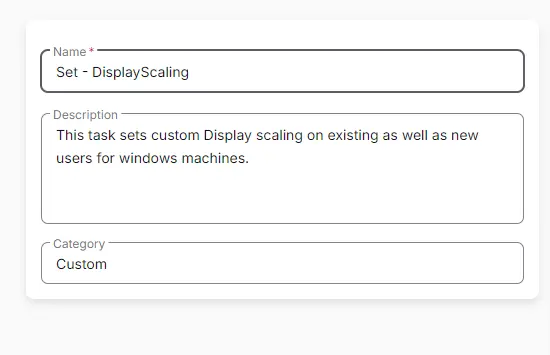 Name *
Set - DisplayScaling
Description
This task sets custom Display scaling on existing as well as new
users for windows machines.
Category
Custom